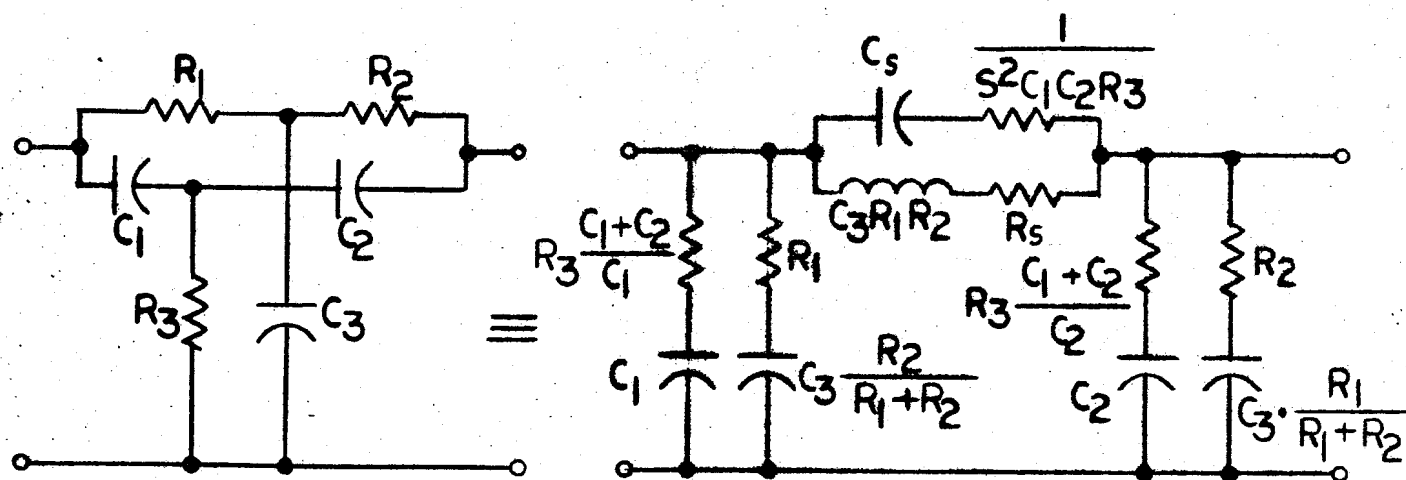 R₁
R₂
C₁
C₂
R₃
C₃
≡
Cₛ
1/(S²C₁C₂R₃)
C₃R₁R₂
Rₛ
R₃ (C₁+C₂)/C₁
R₁
C₁
C₃ R₂/(R₁+R₂)
R₃ (C₁+C₂)/C₂
R₂
C₂
C₃· R₁/(R₁+R₂)